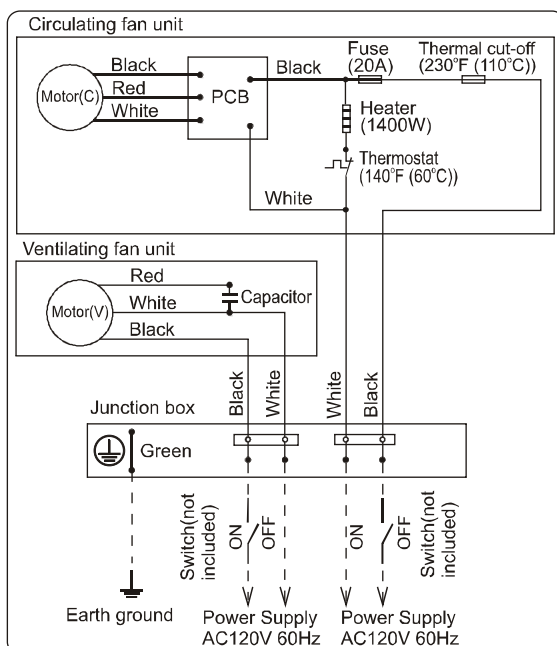 Circulating fan unit
Black
Red
White
Motor(C)
PCB
Black
Fuse
(20A)
Thermal cut-off
(230°F (110°C))
Heater
(1400W)
Thermostat
(140°F (60°C))
White
Ventilating fan unit
Red
White
Black
Motor(V)
Capacitor
Black
White
White
Black
Junction box
Green
Switch(not
included)
ON
OFF
ON
OFF
Switch(not
included)
Earth ground
Power Supply
AC120V 60Hz
Power Supply
AC120V 60Hz